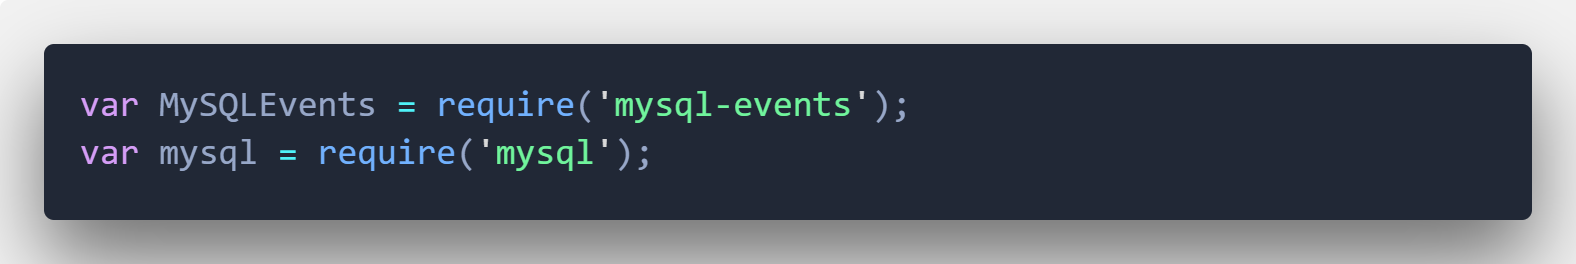 var MySQLEvents = require('mysql-events');
var mysql = require('mysql');